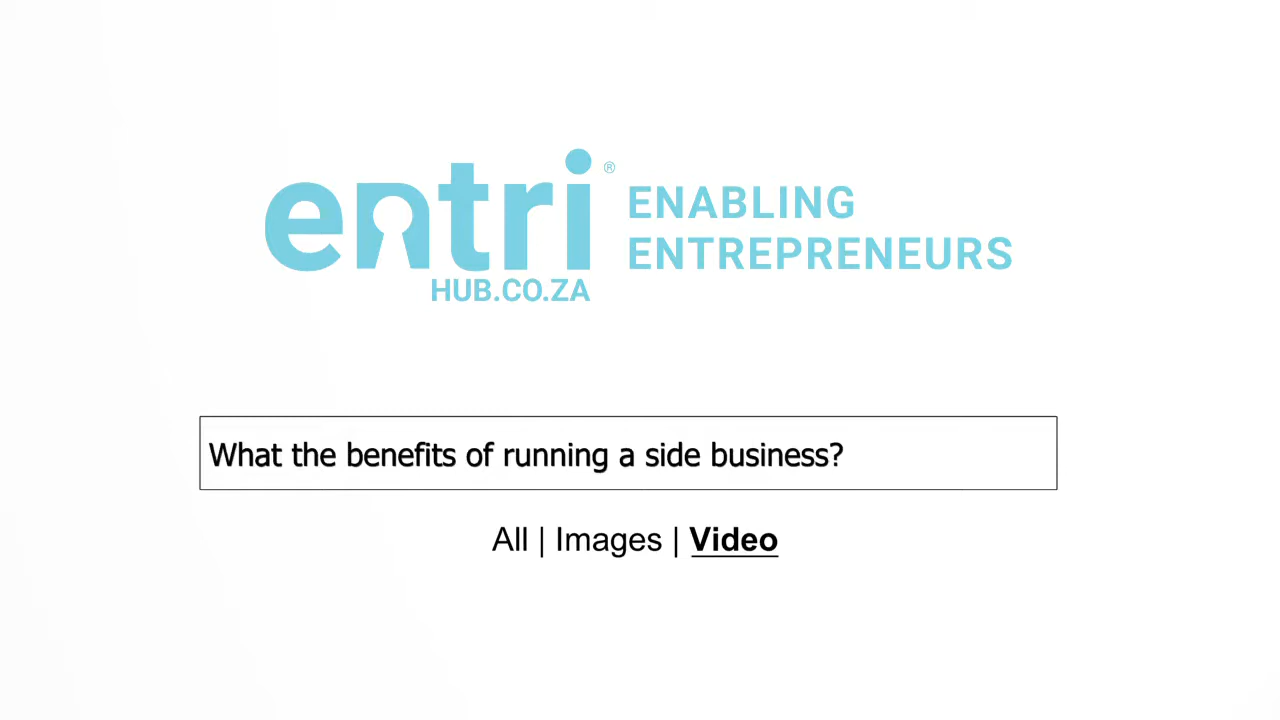 entri®
HUB.CO.ZA
ENABLING
ENTREPRENEURS
What the benefits of running a side business?
All | Images | Video